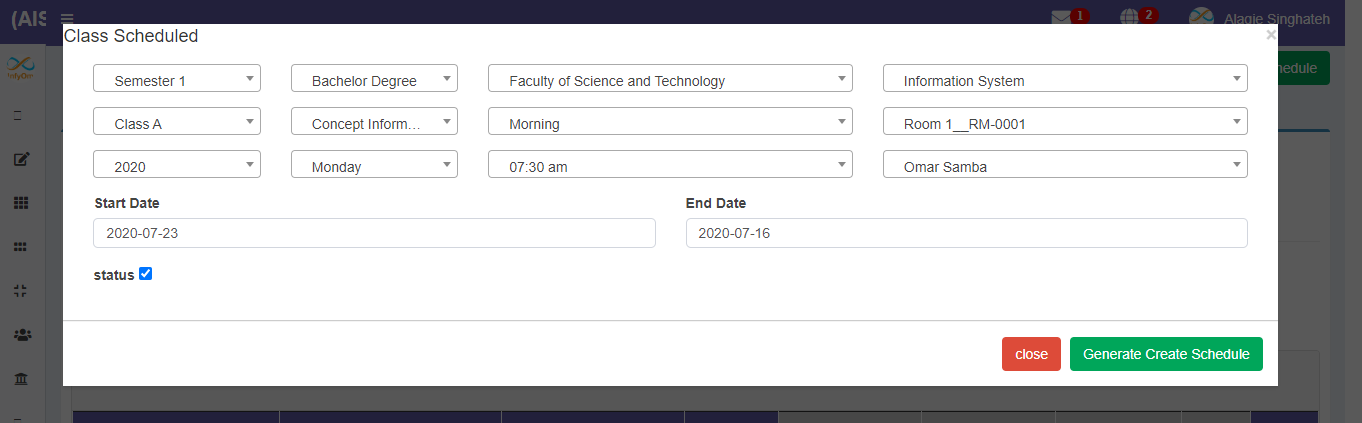 (AIS
1
2
Alagie Singhateh
Class Scheduled
×
InfyOm
hedule
Semester 1
Bachelor Degree
Faculty of Science and Technology
Information System
Class A
Concept Inform...
Morning
Room 1__RM-0001
2020
Monday
07:30 am
Omar Samba
Start Date
End Date
2020-07-23
2020-07-16
status
close
Generate Create Schedule